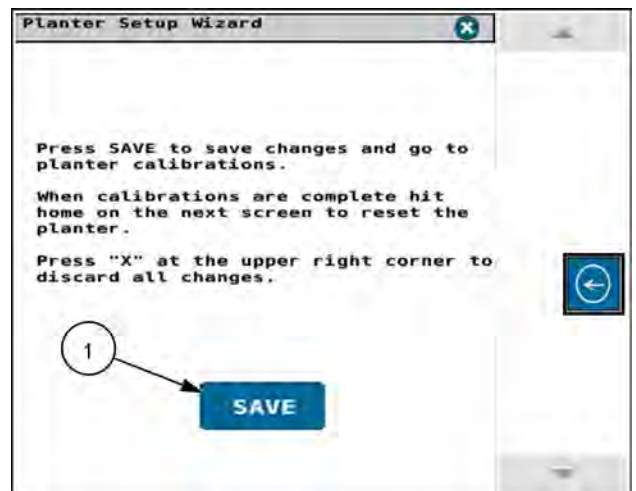 Planter Setup Wizard
Press SAVE to save changes and go to
planter calibrations.
When calibrations are complete hit
home on the next screen to reset the
planter.
Press "X" at the upper right corner to
discard all changes.
1
SAVE